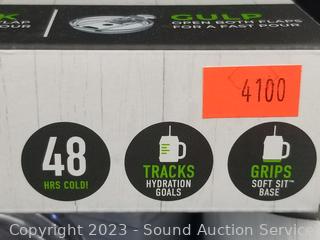 GULP
OPEN BOTH FLAPS
FOR A FAST POUR
4100
48
HRS COLD!
TRACKS
HYDRATION
GOALS
GRIPS
SOFT SIT™
BASE
Copyright 2023 - Sound Auction Service